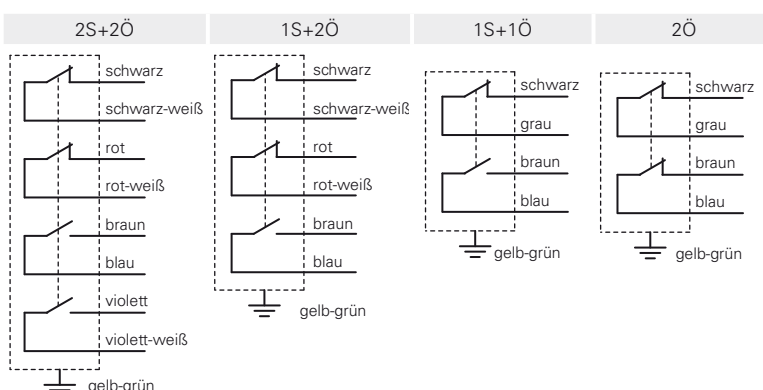 2S+2Ö
schwarz
schwarz-weiß
rot
rot-weiß
braun
blau
violett
violett-weiß
gelb-grün
1S+2Ö
schwarz
schwarz-weiß
rot
rot-weiß
braun
blau
gelb-grün
1S+1Ö
schwarz
grau
braun
blau
gelb-grün
2Ö
schwarz
grau
braun
blau
gelb-grün